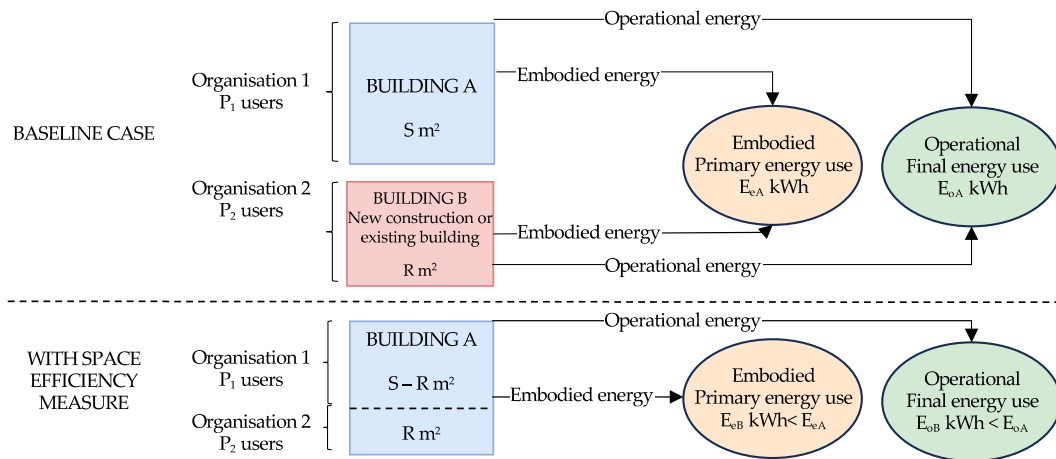 BASELINE CASE
Organisation 1
P₁ users
BUILDING A
S m²
Operational energy
Embodied energy
Embodied
Primary energy use
EₑA kWh
Operational
Final energy use
EₒA kWh
Organisation 2
P₂ users
BUILDING B
New construction or
existing building
R m²
Embodied energy
Operational energy
WITH SPACE
EFFICIENCY
MEASURE
Organisation 1
P₁ users
BUILDING A
S – R m²
Organisation 2
P₂ users
R m²
Operational energy
Embodied energy
Embodied
Primary energy use
EₑB kWh< EₑA
Operational
Final energy use
EₒB kWh < EₒA